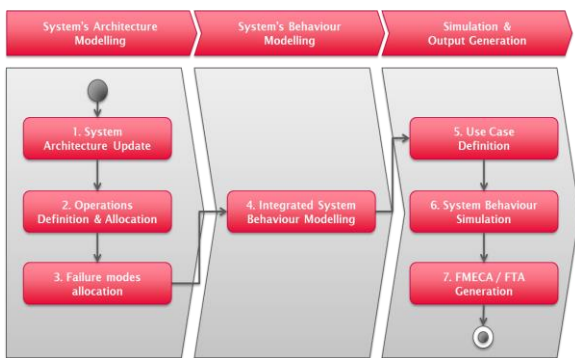 System's Architecture
Modelling
System's Behaviour
Modelling
Simulation &
Output Generation
1. System
Architecture Update
2. Operations
Definition & Allocation
3. Failure modes
allocation
4. Integrated System
Behaviour Modelling
5. Use Case
Definition
6. System Behaviour
Simulation
7. FMECA / FTA
Generation